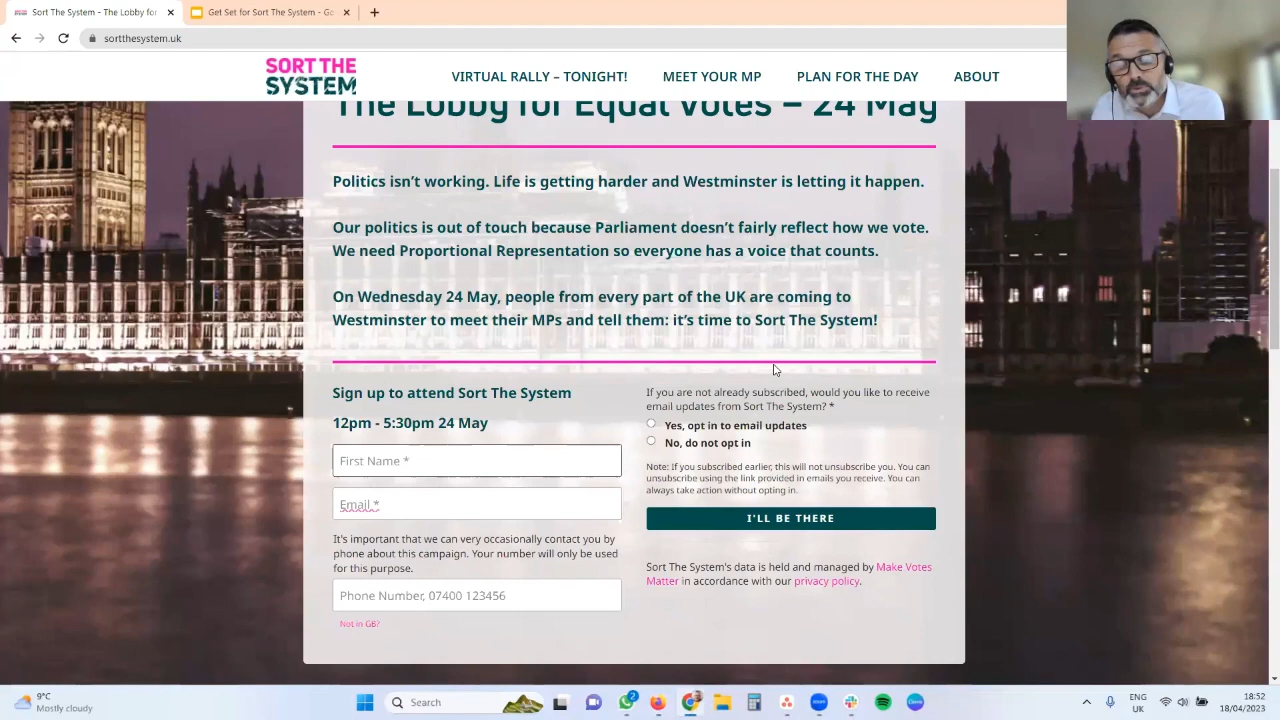 Sort The System – The Lobby for
Get Set for Sort The System - Go
sortthesystem.uk
SORT THE
SYSTEM
VIRTUAL RALLY – TONIGHT!
MEET YOUR MP
PLAN FOR THE DAY
ABOUT
The Lobby for Equal Votes – 24 May
Politics isn't working. Life is getting harder and Westminster is letting it happen.
Our politics is out of touch because Parliament doesn't fairly reflect how we vote.
We need Proportional Representation so everyone has a voice that counts.
On Wednesday 24 May, people from every part of the UK are coming to
Westminster to meet their MPs and tell them: it's time to Sort The System!
Sign up to attend Sort The System
12pm - 5:30pm 24 May
First Name *
Email *
It's important that we can very occasionally contact you by
phone about this campaign. Your number will only be used
for this purpose.
Phone Number, 07400 123456
Not in GB?
If you are not already subscribed, would you like to receive
email updates from Sort The System? *
Yes, opt in to email updates
No, do not opt in
Note: If you subscribed earlier, this will not unsubscribe you. You can
unsubscribe using the link provided in emails you receive. You can
always take action without opting in.
I'LL BE THERE
Sort The System's data is held and managed by Make Votes
Matter in accordance with our privacy policy.
9°C
Mostly cloudy
Search
2
ENG
UK
18:52
18/04/2023